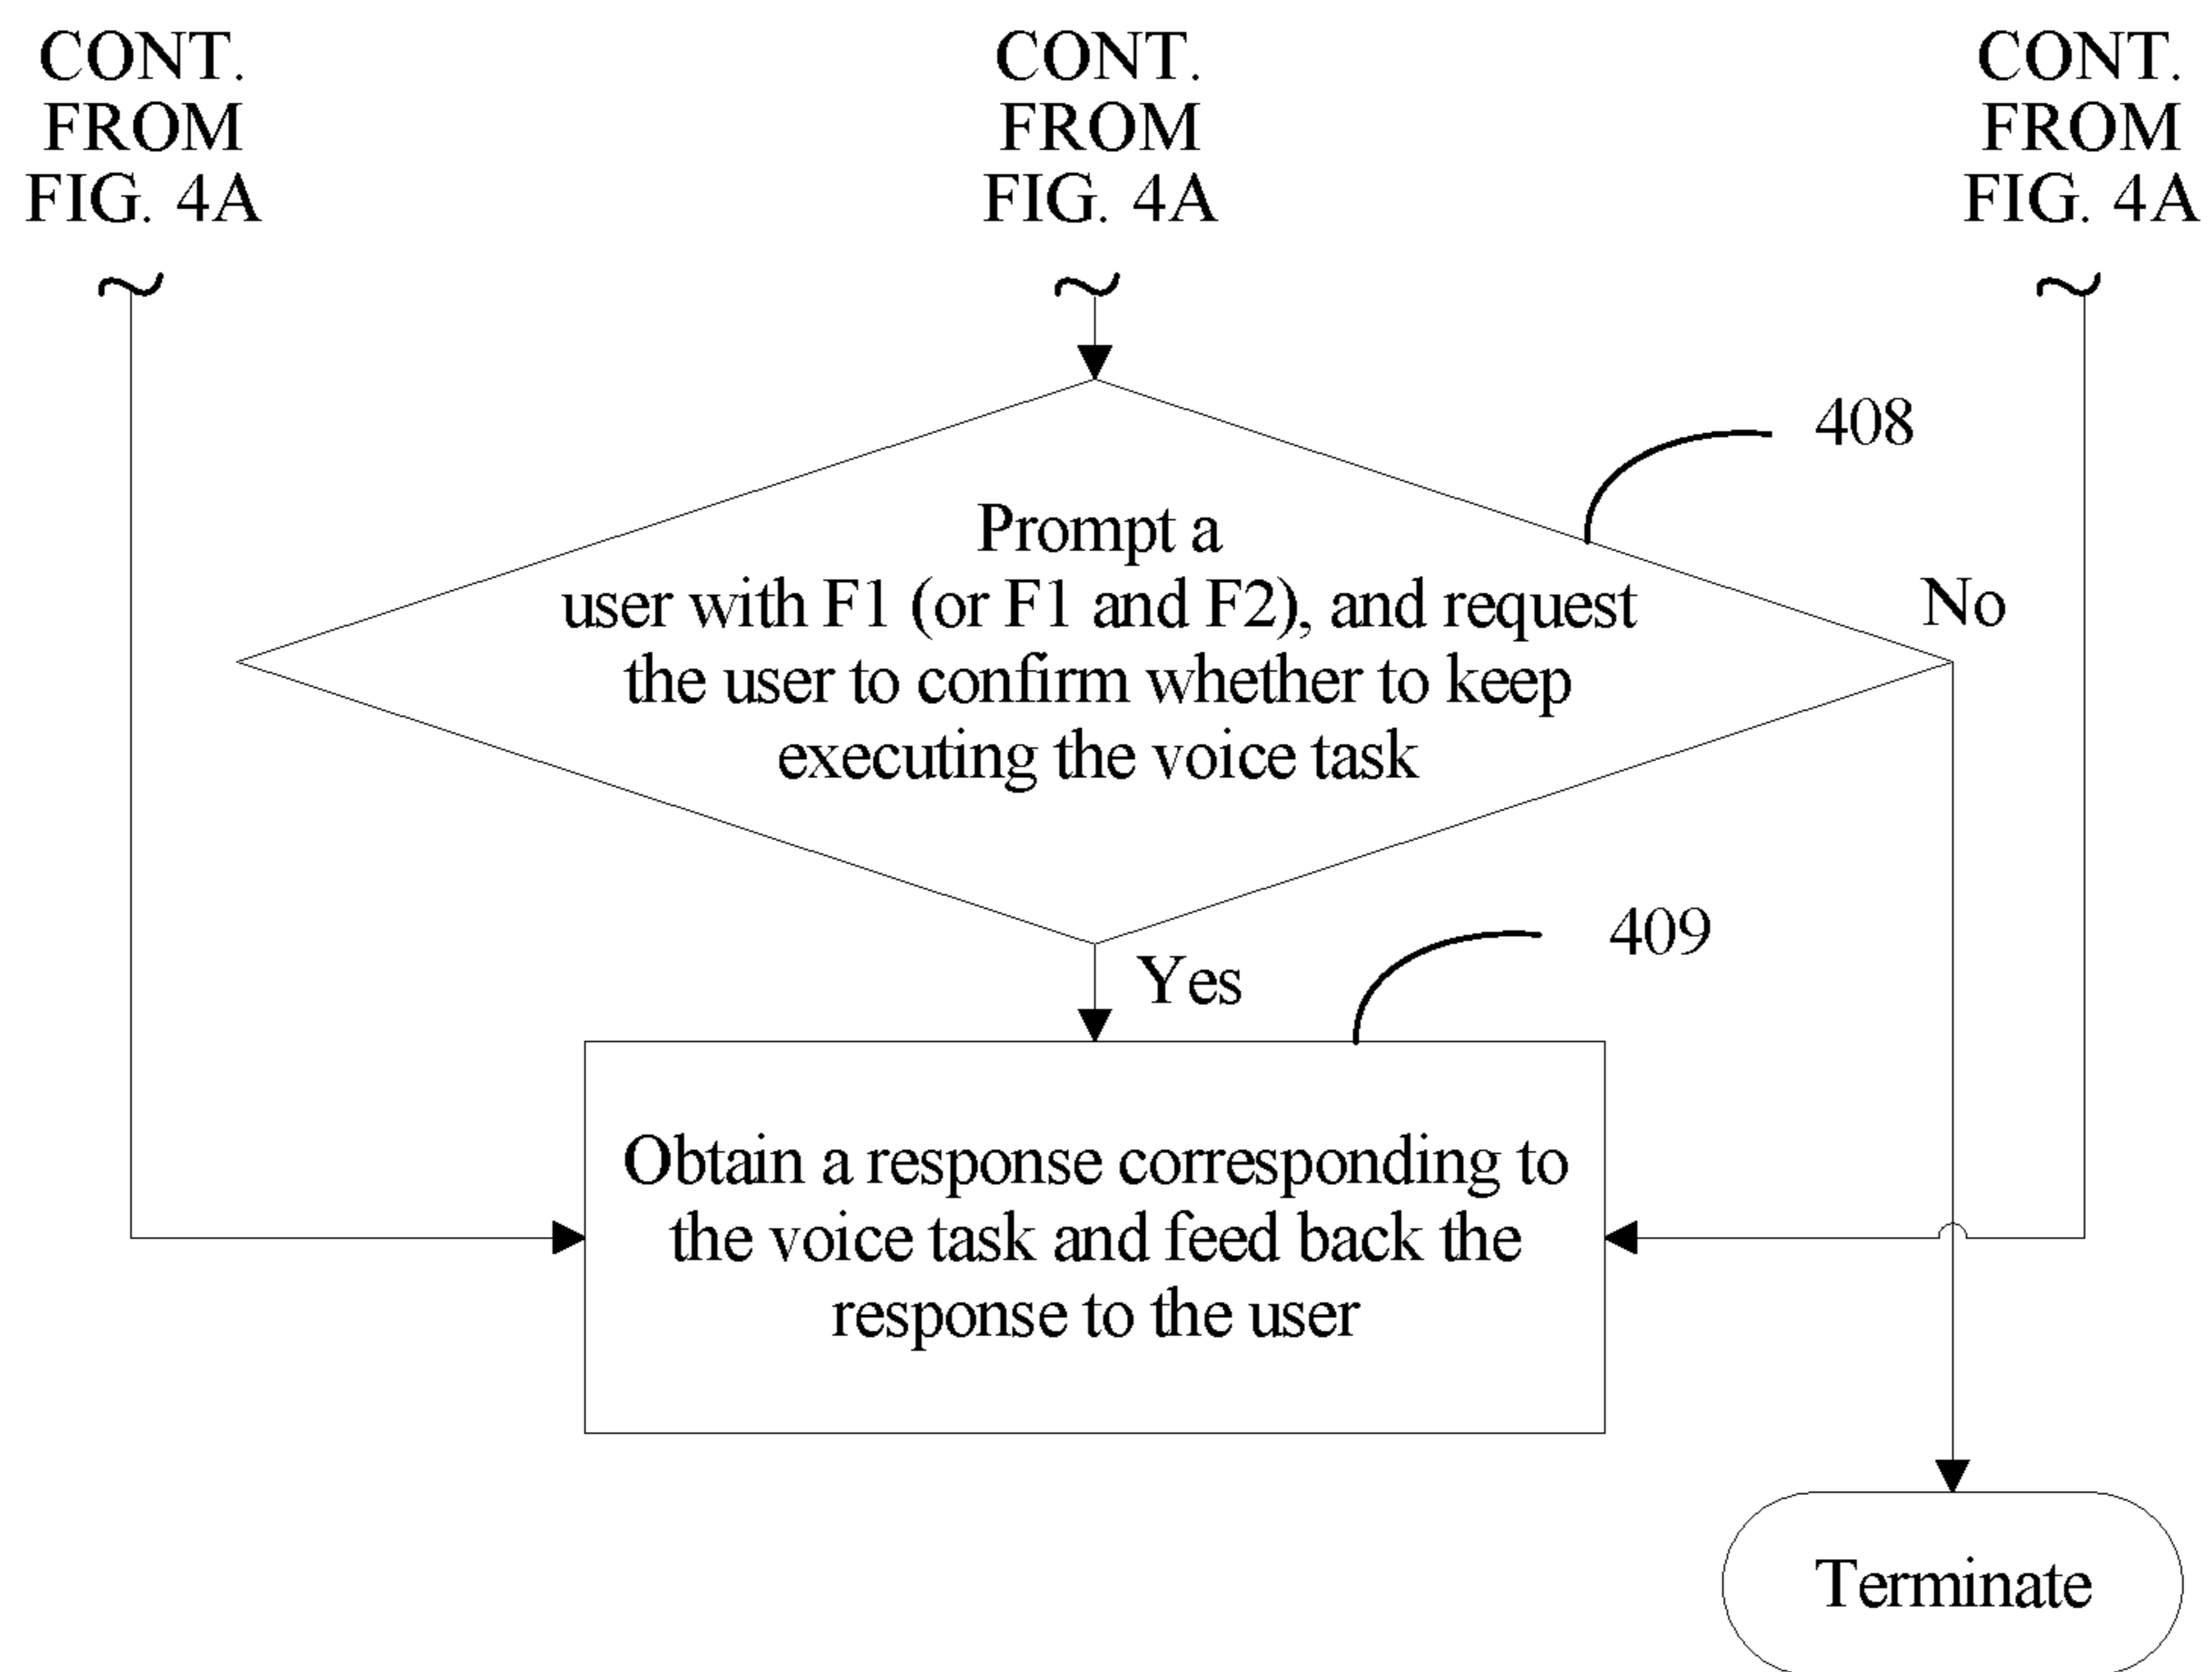 CONT.
FROM
FIG. 4A
CONT.
FROM
FIG. 4A
CONT.
FROM
FIG. 4A
408
Prompt a
user with F1 (or F1 and F2), and request
the user to confirm whether to keep
executing the voice task
No
Yes
409
Obtain a response corresponding to
the voice task and feed back the
response to the user
Terminate